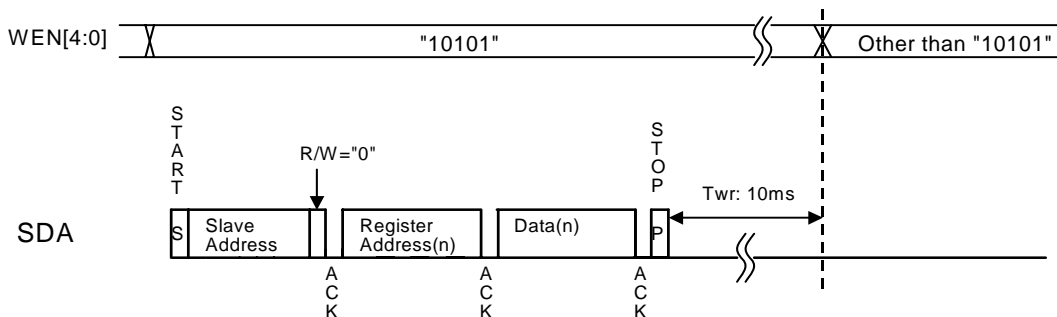 WEN[4:0]
"10101"
Other than "10101"
START
STOP
R/W="0"
Twr: 10ms
SDA
S
Slave
Address
Register
Address(n)
Data(n)
P
ACK
ACK
ACK